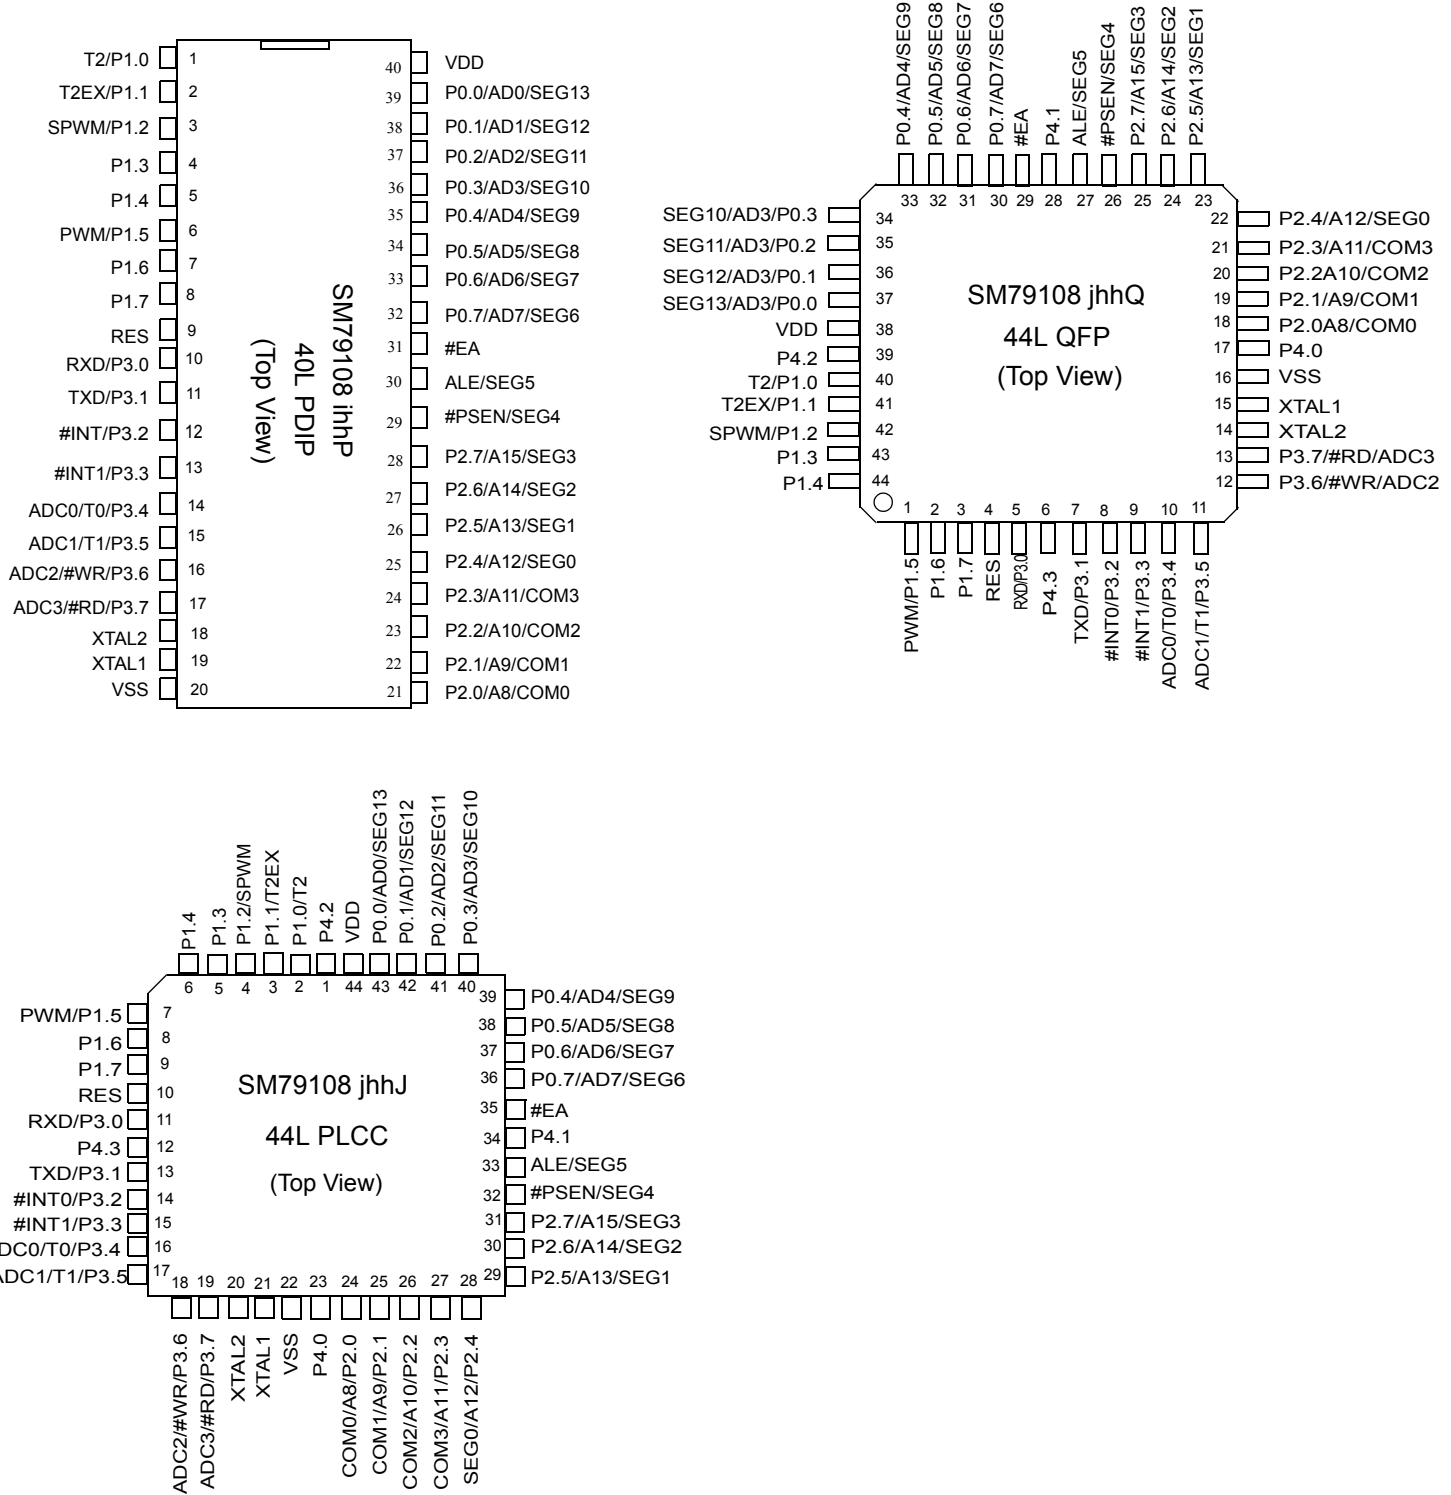 T2/P1.0 1
T2EX/P1.1 2
SPWM/P1.2 3
P1.3 4
P1.4 5
PWM/P1.5 6
P1.6 7
P1.7 8
RES 9
RXD/P3.0 10
TXD/P3.1 11
#INT/P3.2 12
#INT1/P3.3 13
ADC0/T0/P3.4 14
ADC1/T1/P3.5 15
ADC2/#WR/P3.6 16
ADC3/#RD/P3.7 17
XTAL2 18
XTAL1 19
VSS 20
SM79108 ihhP
40L PDIP
(Top View)
40 VDD
39 P0.0/AD0/SEG13
38 P0.1/AD1/SEG12
37 P0.2/AD2/SEG11
36 P0.3/AD3/SEG10
35 P0.4/AD4/SEG9
34 P0.5/AD5/SEG8
33 P0.6/AD6/SEG7
32 P0.7/AD7/SEG6
31 #EA
30 ALE/SEG5
29 #PSEN/SEG4
28 P2.7/A15/SEG3
27 P2.6/A14/SEG2
26 P2.5/A13/SEG1
25 P2.4/A12/SEG0
24 P2.3/A11/COM3
23 P2.2/A10/COM2
22 P2.1/A9/COM1
21 P2.0/A8/COM0
P0.4/AD4/SEG9 33
P0.5/AD5/SEG8 32
P0.6/AD6/SEG7 31
P0.7/AD7/SEG6 30
#EA 29
P4.1 28
ALE/SEG5 27
#PSEN/SEG4 26
P2.7/A15/SEG3 25
P2.6/A14/SEG2 24
P2.5/A13/SEG1 23
SEG10/AD3/P0.3 34
SEG11/AD3/P0.2 35
SEG12/AD3/P0.1 36
SEG13/AD3/P0.0 37
VDD 38
P4.2 39
T2/P1.0 40
T2EX/P1.1 41
SPWM/P1.2 42
P1.3 43
P1.4 44
SM79108 jhhQ
44L QFP
(Top View)
22 P2.4/A12/SEG0
21 P2.3/A11/COM3
20 P2.2A10/COM2
19 P2.1/A9/COM1
18 P2.0A8/COM0
17 P4.0
16 VSS
15 XTAL1
14 XTAL2
13 P3.7/#RD/ADC3
12 P3.6/#WR/ADC2
1 PWM/P1.5
2 P1.6
3 P1.7
4 RES
5 RXD/P3.0
6 P4.3
7 TXD/P3.1
8 #INT0/P3.2
9 #INT1/P3.3
10 ADC0/T0/P3.4
11 ADC1/T1/P3.5
P1.4 6
P1.3 5
P1.2/SPWM 4
P1.1/T2EX 3
P1.0/T2 2
P4.2 1
VDD 44
P0.0/AD0/SEG13 43
P0.1/AD1/SEG12 42
P0.2/AD2/SEG11 41
P0.3/AD3/SEG10 40
PWM/P1.5 7
P1.6 8
P1.7 9
RES 10
RXD/P3.0 11
P4.3 12
TXD/P3.1 13
#INT0/P3.2 14
#INT1/P3.3 15
DC0/T0/P3.4 16
ADC1/T1/P3.5 17
SM79108 jhhJ
44L PLCC
(Top View)
39 P0.4/AD4/SEG9
38 P0.5/AD5/SEG8
37 P0.6/AD6/SEG7
36 P0.7/AD7/SEG6
35 #EA
34 P4.1
33 ALE/SEG5
32 #PSEN/SEG4
31 P2.7/A15/SEG3
30 P2.6/A14/SEG2
29 P2.5/A13/SEG1
18 ADC2/#WR/P3.6
19 ADC3/#RD/P3.7
20 XTAL2
21 XTAL1
22 VSS
23 P4.0
24 COM0/A8/P2.0
25 COM1/A9/P2.1
26 COM2/A10/P2.2
27 COM3/A11/P2.3
28 SEG0/A12/P2.4